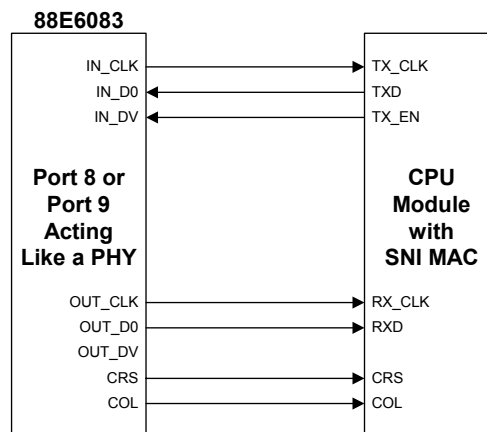 88E6083
IN_CLK TX_CLK
IN_D0 TXD
IN_DV TX_EN
Port 8 or
Port 9
Acting
Like a PHY
CPU
Module
with
SNI MAC
OUT_CLK RX_CLK
OUT_D0 RXD
OUT_DV
CRS CRS
COL COL